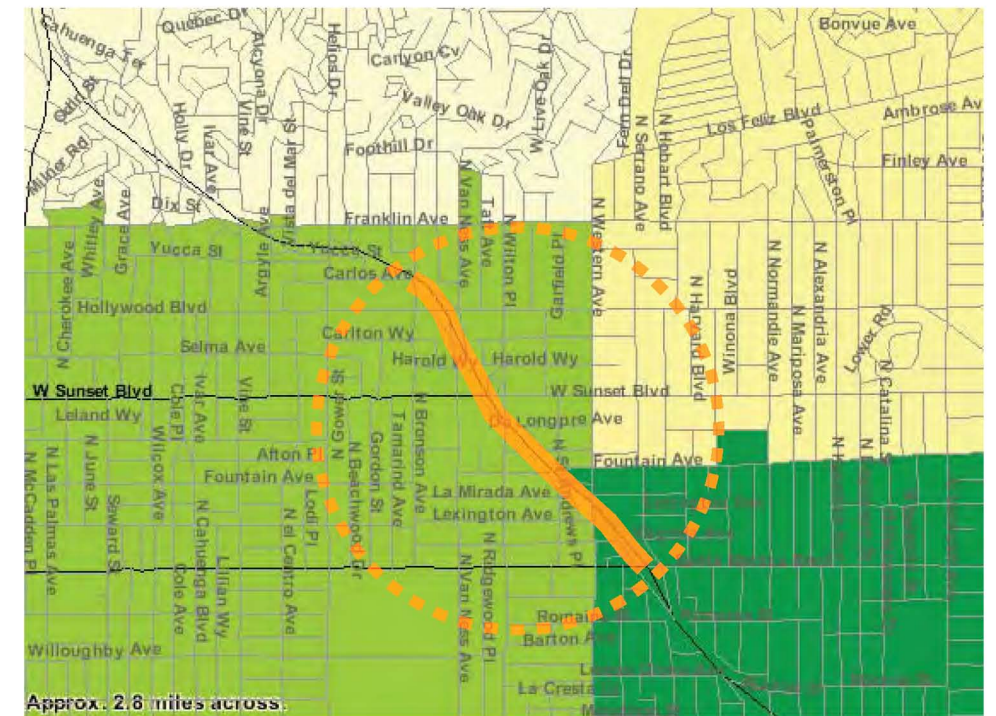 Cahuenga Ter
Quebec Dr
Alcyona Dr
Helios Dr
Canyon Cv
W Live Oak Dr
Fern Dell Dr
Bonvue Ave
Odin St
Holly Dr
Ivar Ave
Vine St
Valley Oak Dr
N Serrano Ave
N Hobart Blvd
Los Feliz Blvd
Ambrose Av
Milner Rd
Vista del Mar St
Foothill Dr
Palmerston Pl
Finley Ave
Whitley Ave
Grace Ave
Dix St
Argyle Ave
Franklin Ave
N Van Ness Ave
Taft Ave
N Wilton Pl
Garfield Pl
N Western Ave
N Cherokee Ave
Yucca St
Yucca St
Carlos Ave
N Harvard Blvd
Winona Blvd
N Normandie Ave
N Mariposa Ave
N Alexandria Ave
Lower Rd
Hollywood Blvd
Carlton Wy
Selma Ave
Harold Wy
Harold Wy
N Catalina S
W Sunset Blvd
W Sunset Blvd
Leland Wy
Cole Pl
Ivar Ave
Vine St
N Gower St
De Longpre Ave
N Las Palmas Ave
N June St
Wilcox Ave
Afton Pl
N Beachwood Dr
Gordon St
Tamarind Ave
N Bronson Ave
N St Andrews Pl
Fountain Ave
Fountain Ave
N McCadden Pl
Seward St
N Cahuenga Blvd
Lodi Pl
La Mirada Ave
Lexington Ave
Cole Ave
Lillian Wy
N el Centro Ave
N Van Ness Ave
N Ridgewood Pl
Romain
Barton Ave
Willoughby Ave
La Cresta
Approx. 2.8 miles across.